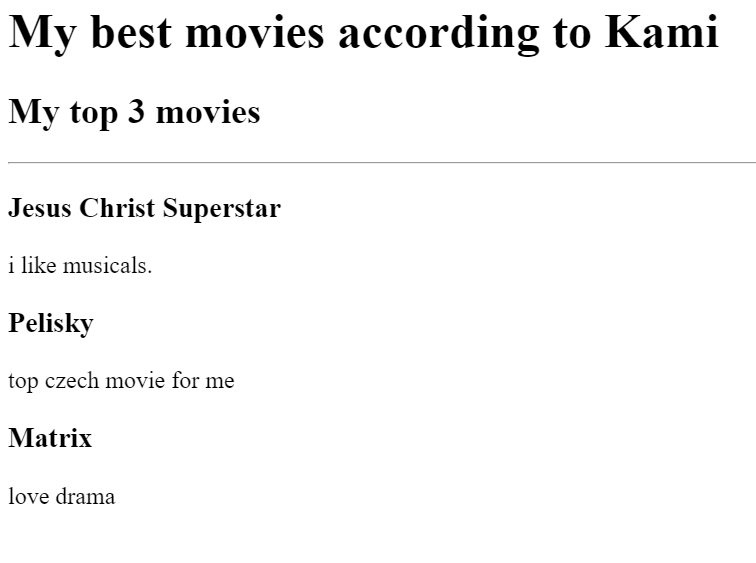 My best movies according to Kami
My top 3 movies
Jesus Christ Superstar
i like musicals.
Pelisky
top czech movie for me
Matrix
love drama